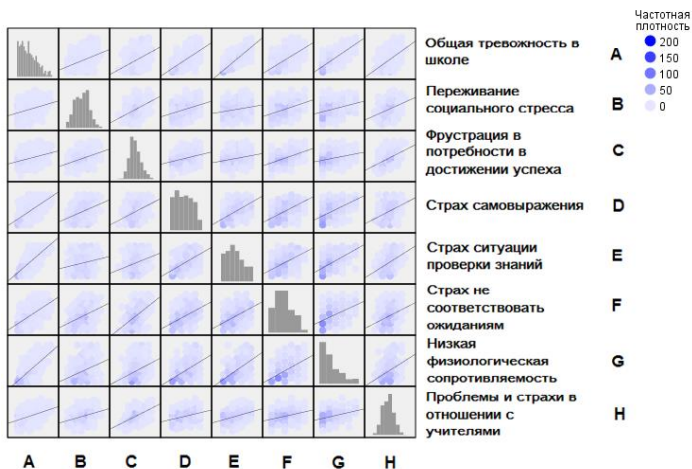 Частотная
плотность
200
150
100
50
0
Общая тревожность в
школе
A
Переживание
социального стресса
B
Фрустрация в
потребности в
достижении успеха
C
Страх самовыражения
D
Страх ситуации
проверки знаний
E
Страх не
соответствовать
ожиданиям
F
Низкая
физиологическая
сопротивляемость
G
Проблемы и страхи в
отношении с
учителями
H
A B C D E F G H